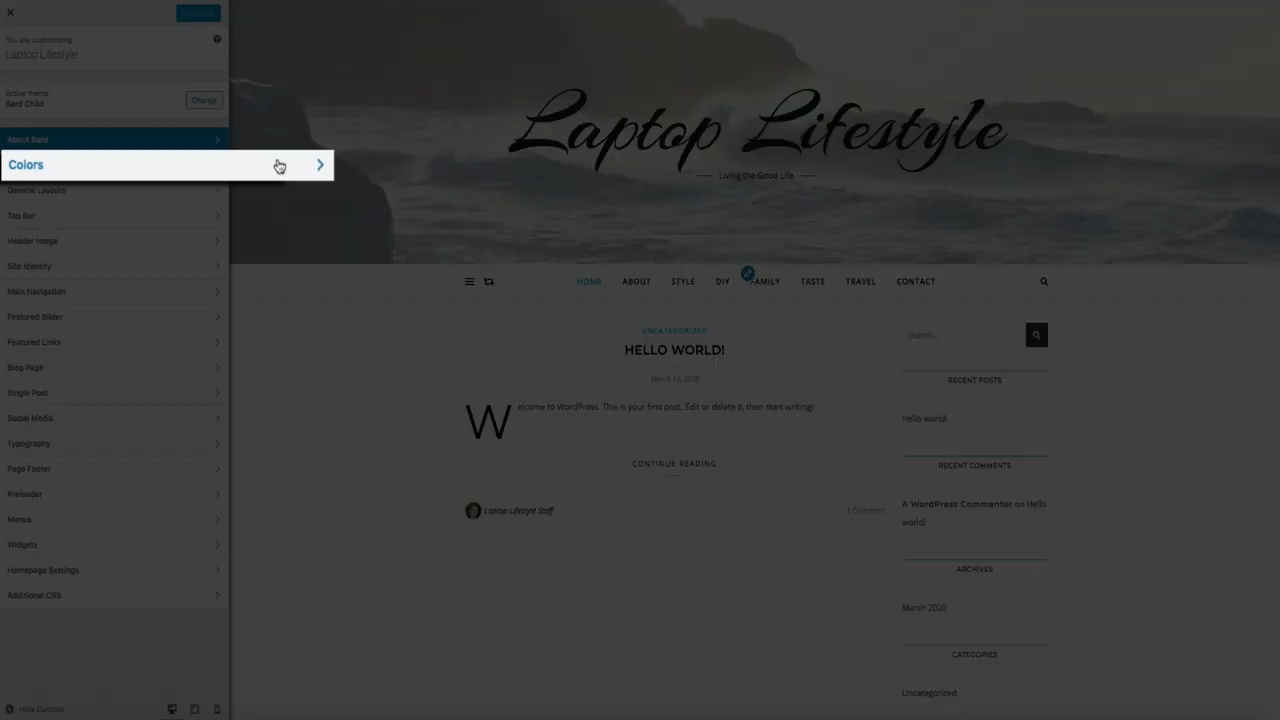 You are customizing
Laptop Lifestyle
Active theme
Bard Child
Change
About Bard
Colors
General Layouts
Top Bar
Header Image
Site Identity
Main Navigation
Featured Slider
Featured Links
Blog Page
Single Post
Social Media
Typography
Page Footer
Preloader
Menus
Widgets
Homepage Settings
Additional CSS
Hide Controls
Laptop Lifestyle
Living the Good Life
HOME ABOUT STYLE DIY FAMILY TASTE TRAVEL CONTACT
UNCATEGORIZED
HELLO WORLD!
Welcome to WordPress. This is your first post. Edit or delete it, then start writing!
CONTINUE READING
Laptop Lifestyle Staff
1 Comment
Search...
RECENT POSTS
Hello world!
RECENT COMMENTS
A WordPress Commenter on Hello
world!
ARCHIVES
March 2020
CATEGORIES
Uncategorized